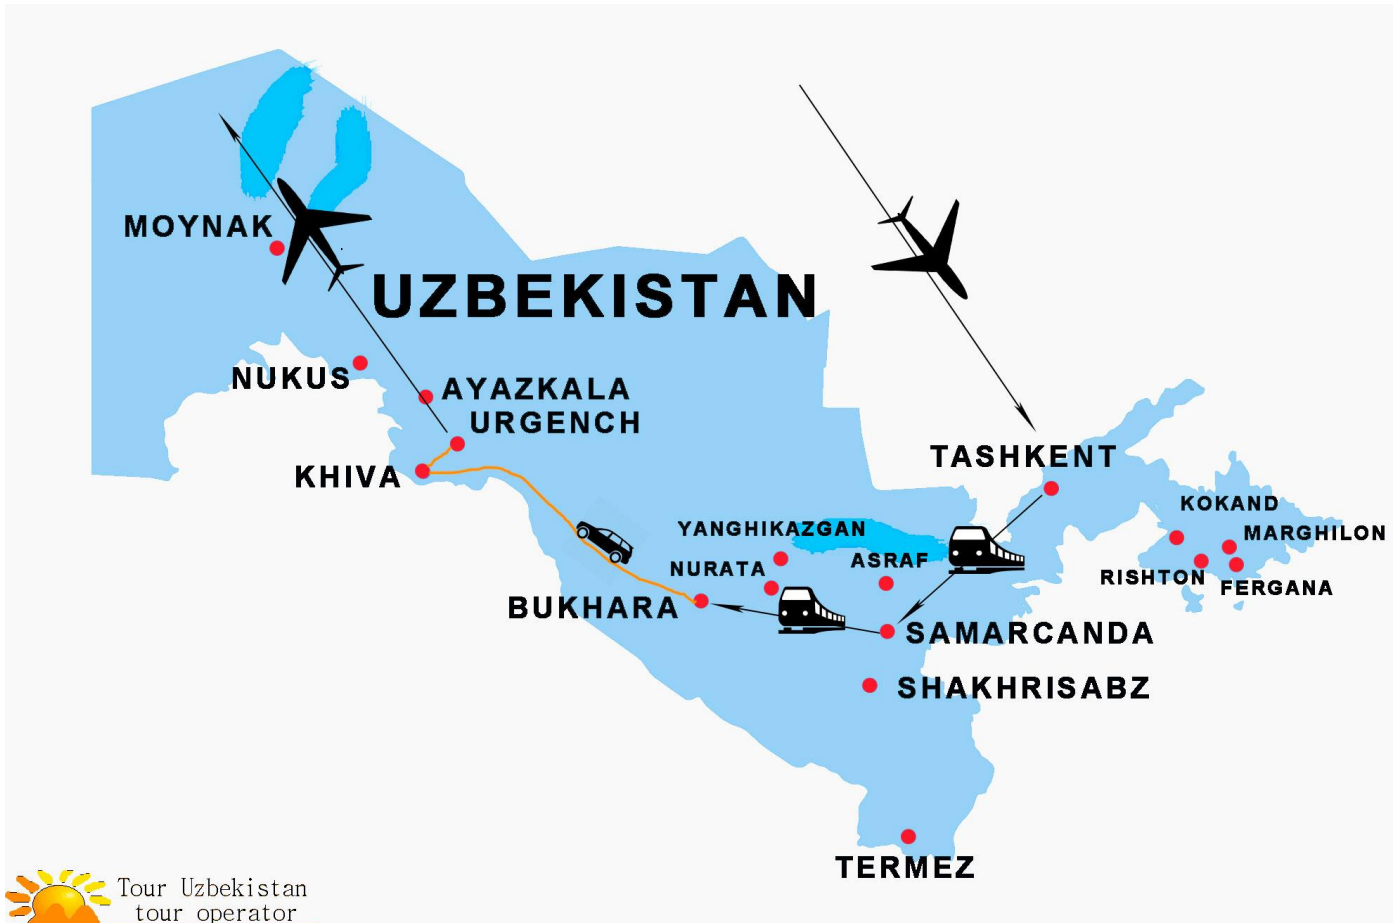 MOYNAK
UZBEKISTAN
NUKUS
AYAZKALA
URGENCH
KHIVA
TASHKENT
KOKAND
MARGHILON
YANGHIKAZGAN
ASRAF
NURATA
RISHTON
FERGANA
BUKHARA
SAMARCANDA
SHAKHRISABZ
TERMEZ
Tour Uzbekistan
tour operator